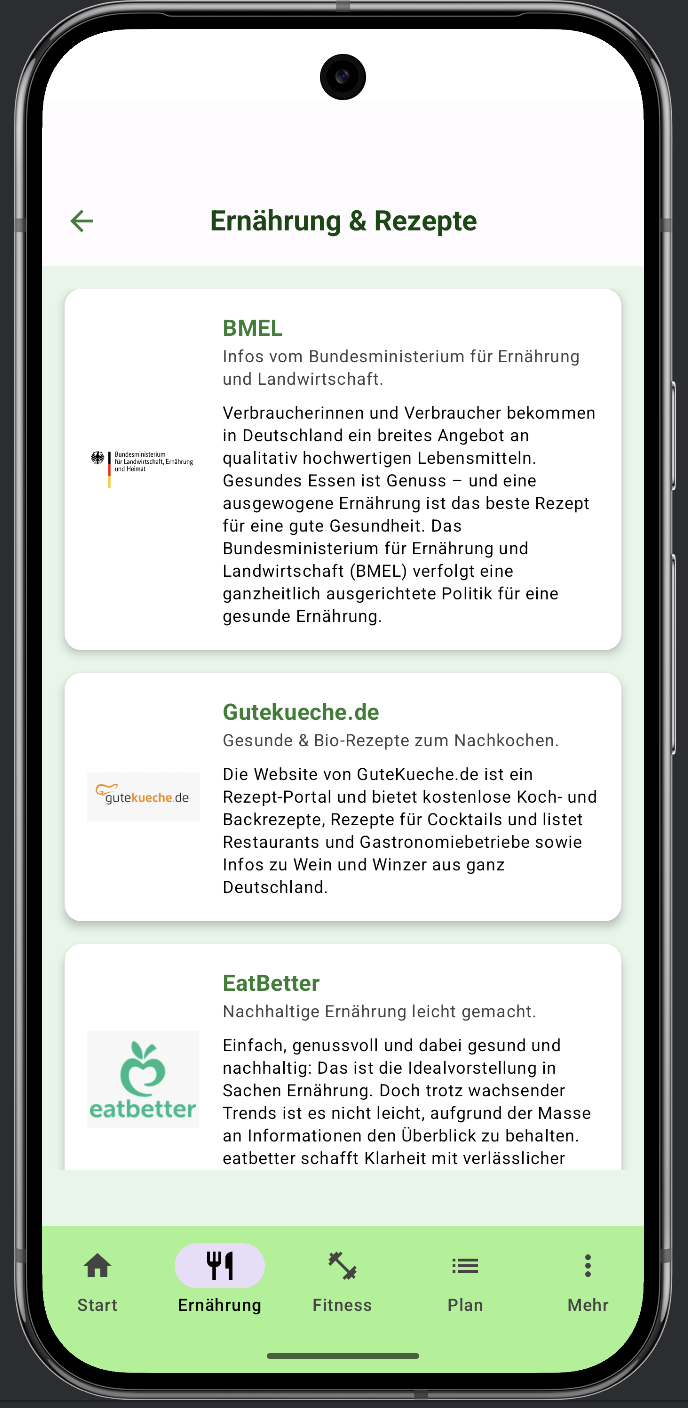 Ernährung & Rezepte
BMEL
Infos vom Bundesministerium für Ernährung
und Landwirtschaft.
Verbraucherinnen und Verbraucher bekommen
in Deutschland ein breites Angebot an
qualitativ hochwertigen Lebensmitteln.
Gesundes Essen ist Genuss – und eine
ausgewogene Ernährung ist das beste Rezept
für eine gute Gesundheit. Das
Bundesministerium für Ernährung und
Landwirtschaft (BMEL) verfolgt eine
ganzheitlich ausgerichtete Politik für eine
gesunde Ernährung.
Bundesministerium
für Landwirtschaft, Ernährung
und Heimat
Gutekueche.de
Gesunde & Bio-Rezepte zum Nachkochen.
Die Website von GuteKueche.de ist ein
Rezept-Portal und bietet kostenlose Koch- und
Backrezepte, Rezepte für Cocktails und listet
Restaurants und Gastronomiebetriebe sowie
Infos zu Wein und Winzer aus ganz
Deutschland.
gutekueche.de
EatBetter
Nachhaltige Ernährung leicht gemacht.
Einfach, genussvoll und dabei gesund und
nachhaltig: Das ist die Idealvorstellung in
Sachen Ernährung. Doch trotz wachsender
Trends ist es nicht leicht, aufgrund der Masse
an Informationen den Überblick zu behalten.
eatbetter schafft Klarheit mit verlässlicher
eatbetter
Start
Ernährung
Fitness
Plan
Mehr